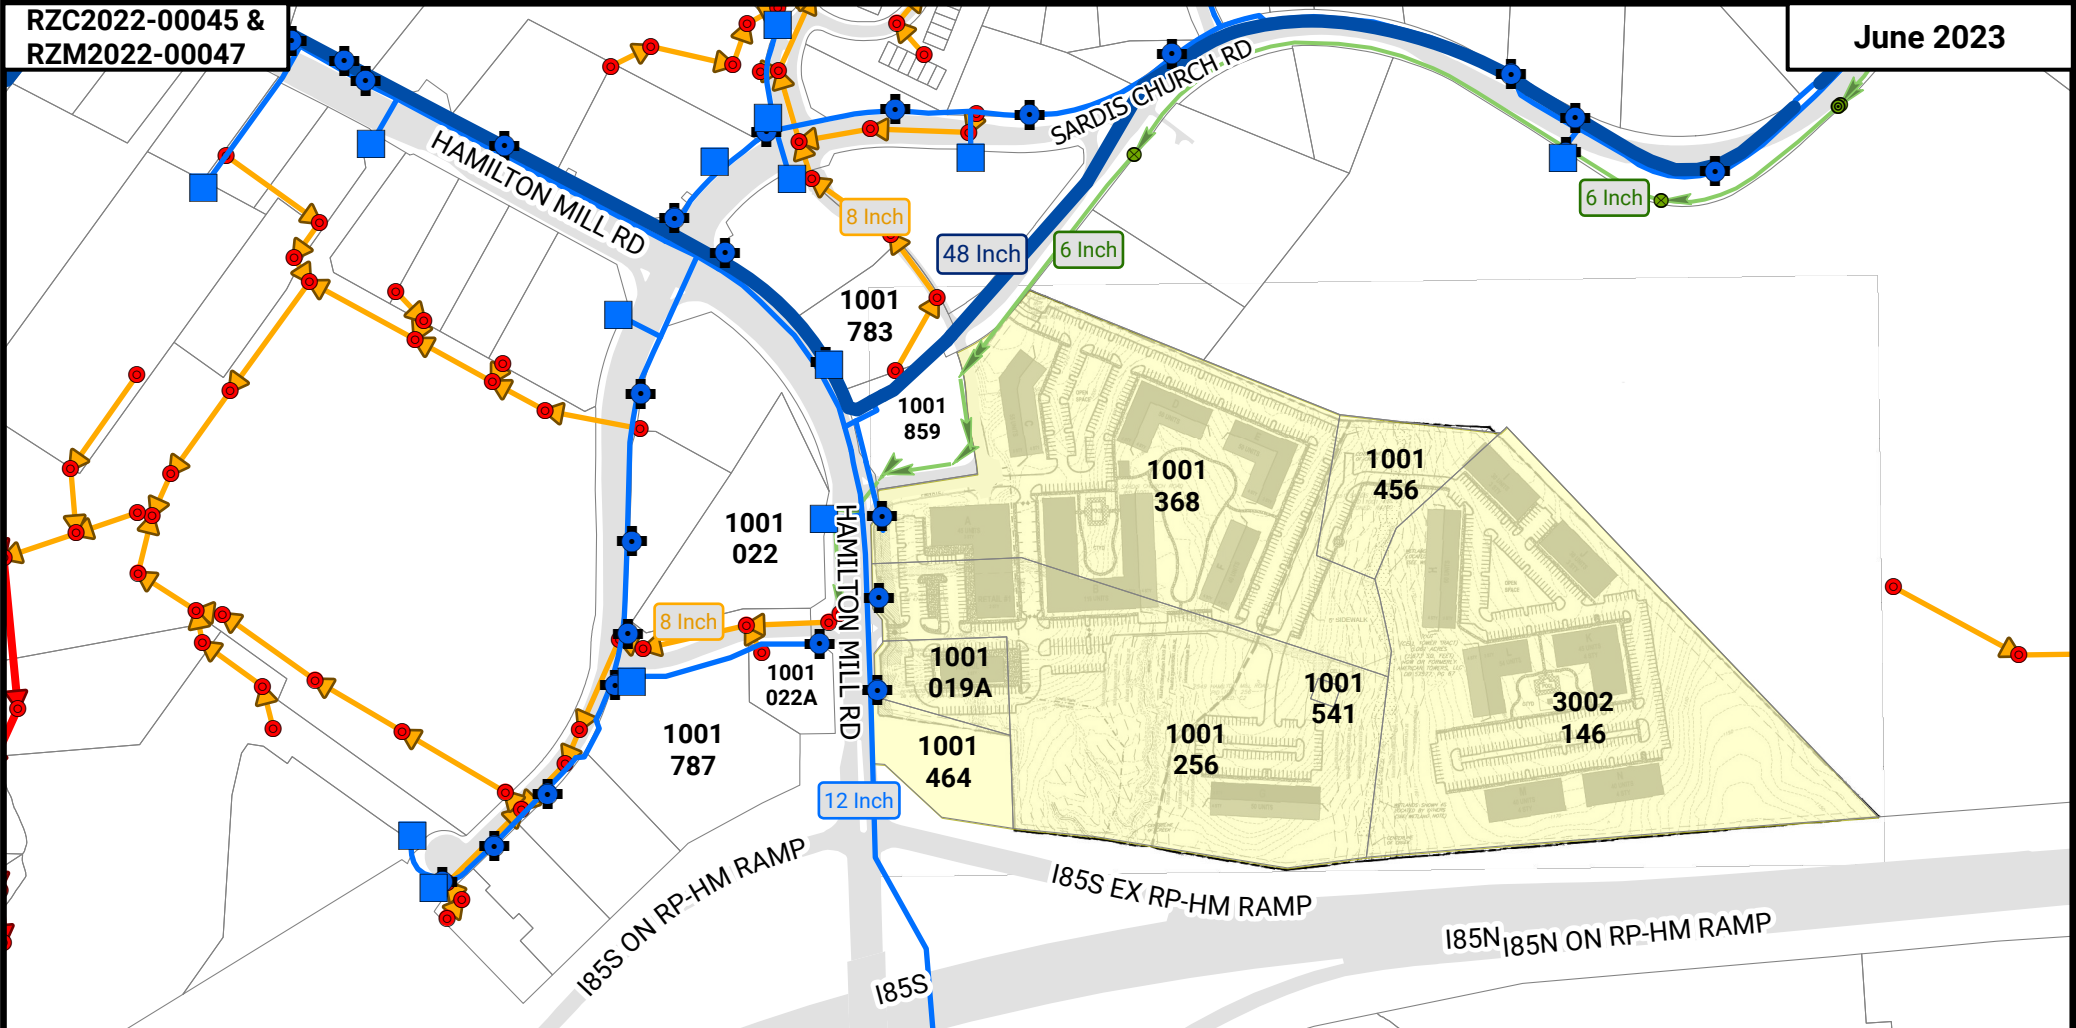 RZC2022-00045 &
RZM2022-00047
June 2023
SARDIS CHURCH RD
HAMILTON MILL RD
8 Inch
48 Inch
6 Inch
6 Inch
1001
783
1001
859
1001
368
1001
456
1001
022
HAMILTON MILL RD
8 Inch
1001
022A
1001
019A
1001
541
3002
146
1001
787
1001
464
1001
256
12 Inch
I85S ON RP-HM RAMP
I85S EX RP-HM RAMP
I85N
I85N ON RP-HM RAMP
I85S